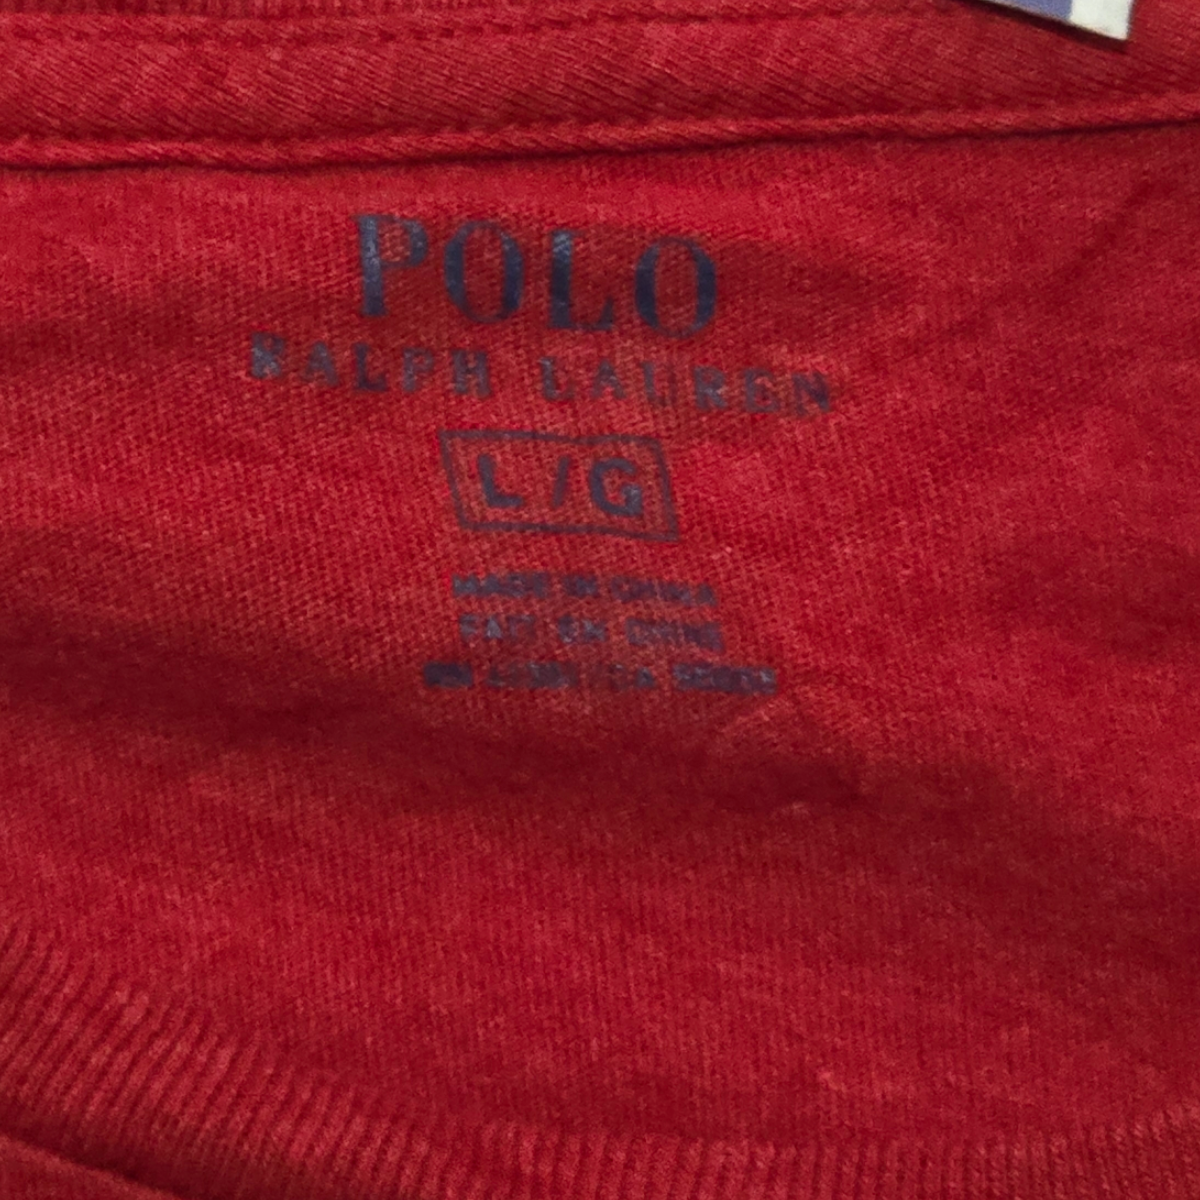 POLO
RALPH LAUREN
L/G
MADE IN CHINA
FAIT EN CHINE